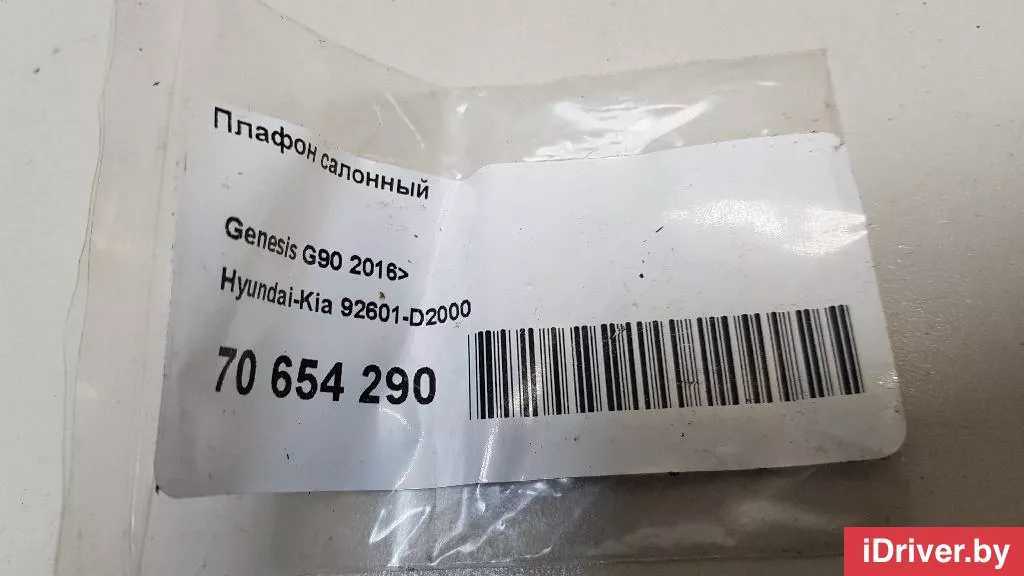 Плафон салонный
Genesis G90 2016>
Hyundai-Kia 92601-D2000
70 654 290
iDriver.by